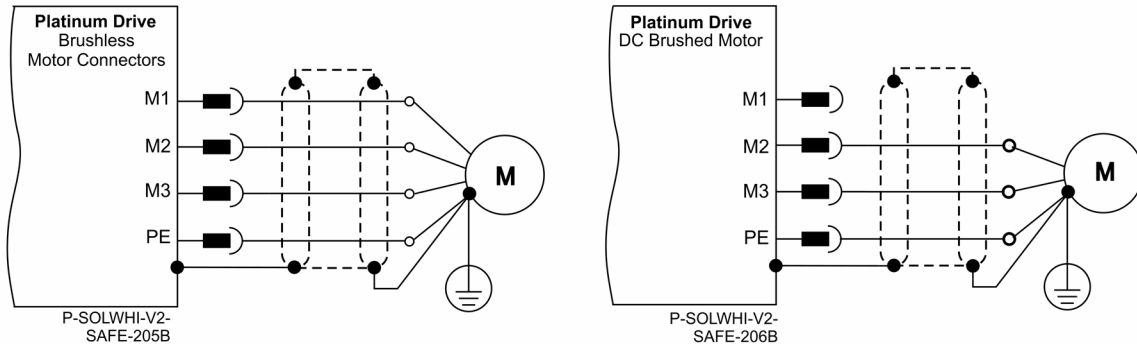 Platinum Drive
Brushless
Motor Connectors
M1
M2
M3
PE
M
P-SOLWHI-V2-
SAFE-205B
Platinum Drive
DC Brushed Motor
M1
M2
M3
PE
M
P-SOLWHI-V2-
SAFE-206B